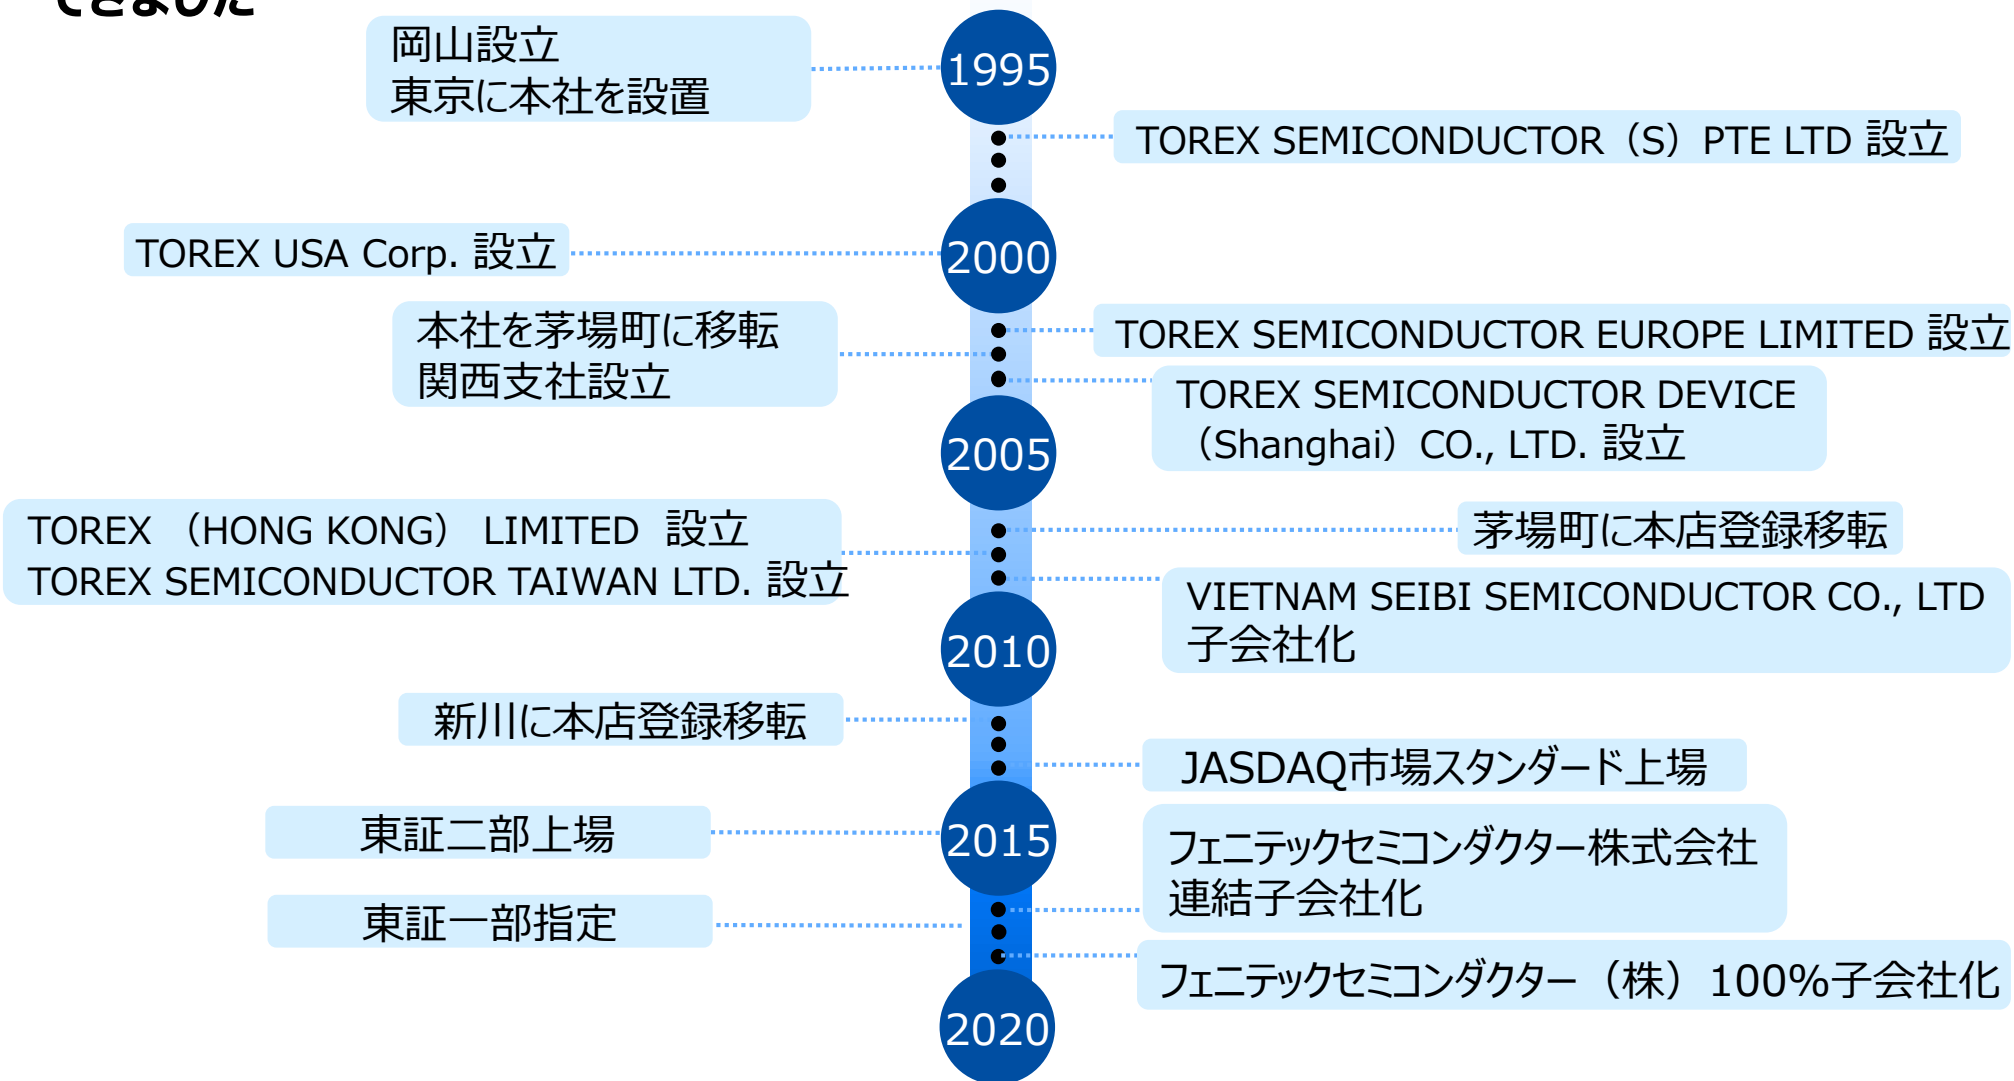 てきました
岡山設立
東京に本社を設置
1995
TOREX SEMICONDUCTOR（S）PTE LTD 設立
2000
TOREX USA Corp. 設立
本社を茅場町に移転
関西支社設立
TOREX SEMICONDUCTOR EUROPE LIMITED 設立
TOREX SEMICONDUCTOR DEVICE
（Shanghai）CO., LTD. 設立
2005
TOREX （HONG KONG） LIMITED 設立
TOREX SEMICONDUCTOR TAIWAN LTD. 設立
茅場町に本店登録移転
VIETNAM SEIBI SEMICONDUCTOR CO., LTD
子会社化
2010
新川に本店登録移転
JASDAQ市場スタンダード上場
東証二部上場
2015
フェニテックセミコンダクター株式会社
連結子会社化
東証一部指定
フェニテックセミコンダクター（株）100%子会社化
2020